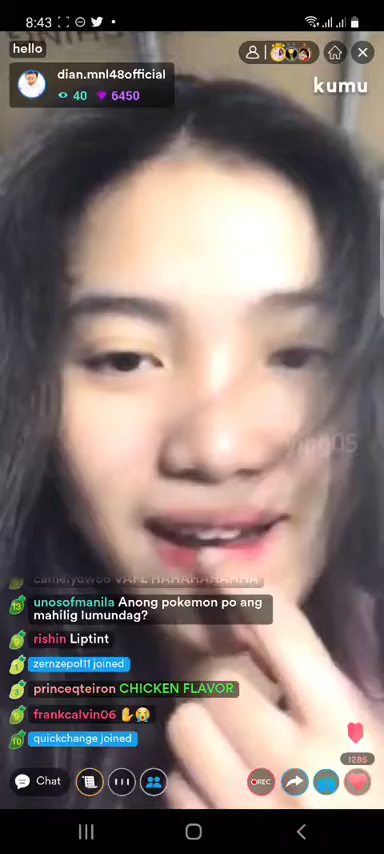 8:43
hello
dian.mnl48official
40 6450
kumu
unosofmanila Anong pokemon po ang
mahilig lumundag?
rishin Liptint
zernzepol11 joined
princeqteiron CHICKEN FLAVOR
frankcalvin06 ✋😭
quickchange joined
1285
Chat
REC